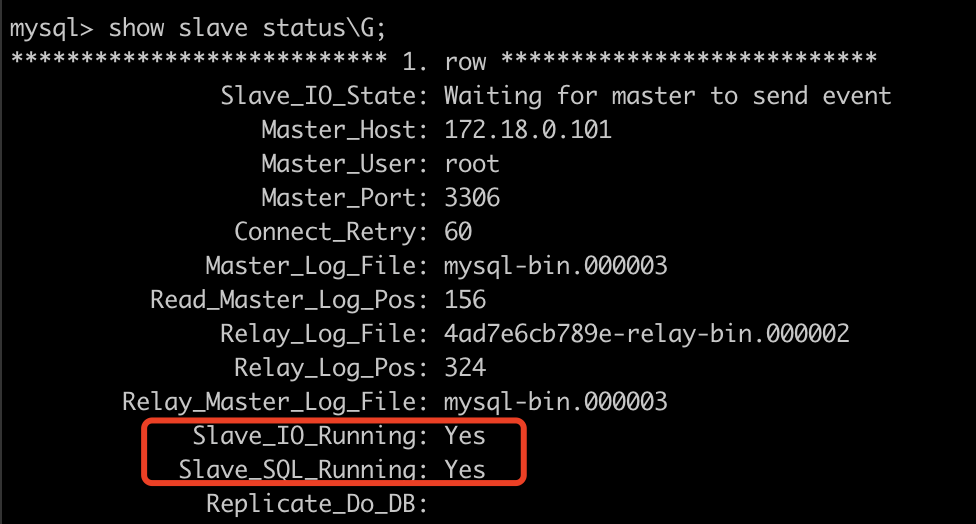 mysql> show slave status\G;
*************************** 1. row ***************************
Slave_IO_State: Waiting for master to send event
Master_Host: 172.18.0.101
Master_User: root
Master_Port: 3306
Connect_Retry: 60
Master_Log_File: mysql-bin.000003
Read_Master_Log_Pos: 156
Relay_Log_File: 4ad7e6cb789e-relay-bin.000002
Relay_Log_Pos: 324
Relay_Master_Log_File: mysql-bin.000003
Slave_IO_Running: Yes
Slave_SQL_Running: Yes
Replicate_Do_DB: